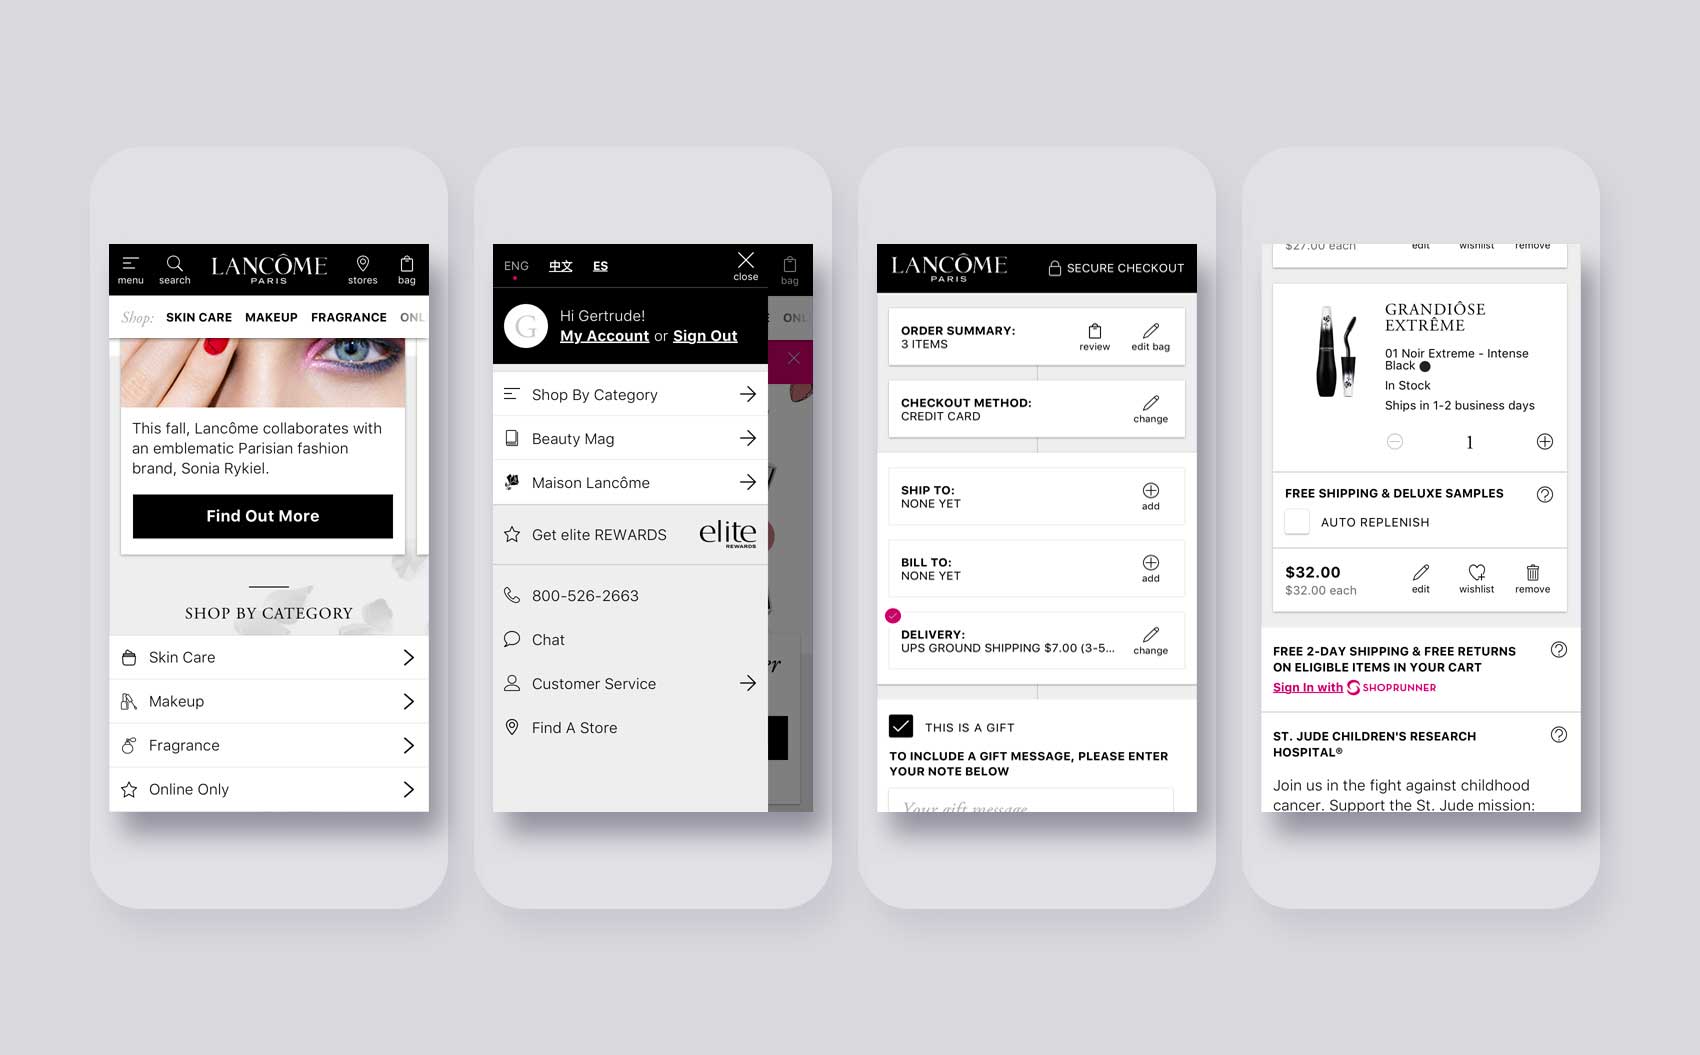 menu
search
LANCÔME
PARIS
stores
bag
Shop: SKIN CARE MAKEUP FRAGRANCE ONL
This fall, Lancôme collaborates with
an emblematic Parisian fashion
brand, Sonia Rykiel.
Find Out More
SHOP BY CATEGORY
Skin Care
Makeup
Fragrance
Online Only
ENG 中文 ES
close
bag
G
Hi Gertrude!
My Account or Sign Out
ONL
Shop By Category
Beauty Mag
Maison Lancôme
Get elite REWARDS
elite
REWARDS
800-526-2663
Chat
Customer Service
Find A Store
LANCÔME
PARIS
SECURE CHECKOUT
ORDER SUMMARY:
3 ITEMS
review
edit bag
CHECKOUT METHOD:
CREDIT CARD
change
SHIP TO:
NONE YET
add
BILL TO:
NONE YET
add
DELIVERY:
UPS GROUND SHIPPING $7.00 (3-5...
change
THIS IS A GIFT
TO INCLUDE A GIFT MESSAGE, PLEASE ENTER
YOUR NOTE BELOW
Your gift message
$27.00 each
edit
wishlist
remove
GRANDIÔSE
EXTRÊME
01 Noir Extreme - Intense
Black
In Stock
Ships in 1-2 business days
1
FREE SHIPPING & DELUXE SAMPLES
AUTO REPLENISH
$32.00
$32.00 each
edit
wishlist
remove
FREE 2-DAY SHIPPING & FREE RETURNS
ON ELIGIBLE ITEMS IN YOUR CART
Sign In with SHOPRUNNER
ST. JUDE CHILDREN'S RESEARCH
HOSPITAL®
Join us in the fight against childhood
cancer. Support the St. Jude mission: